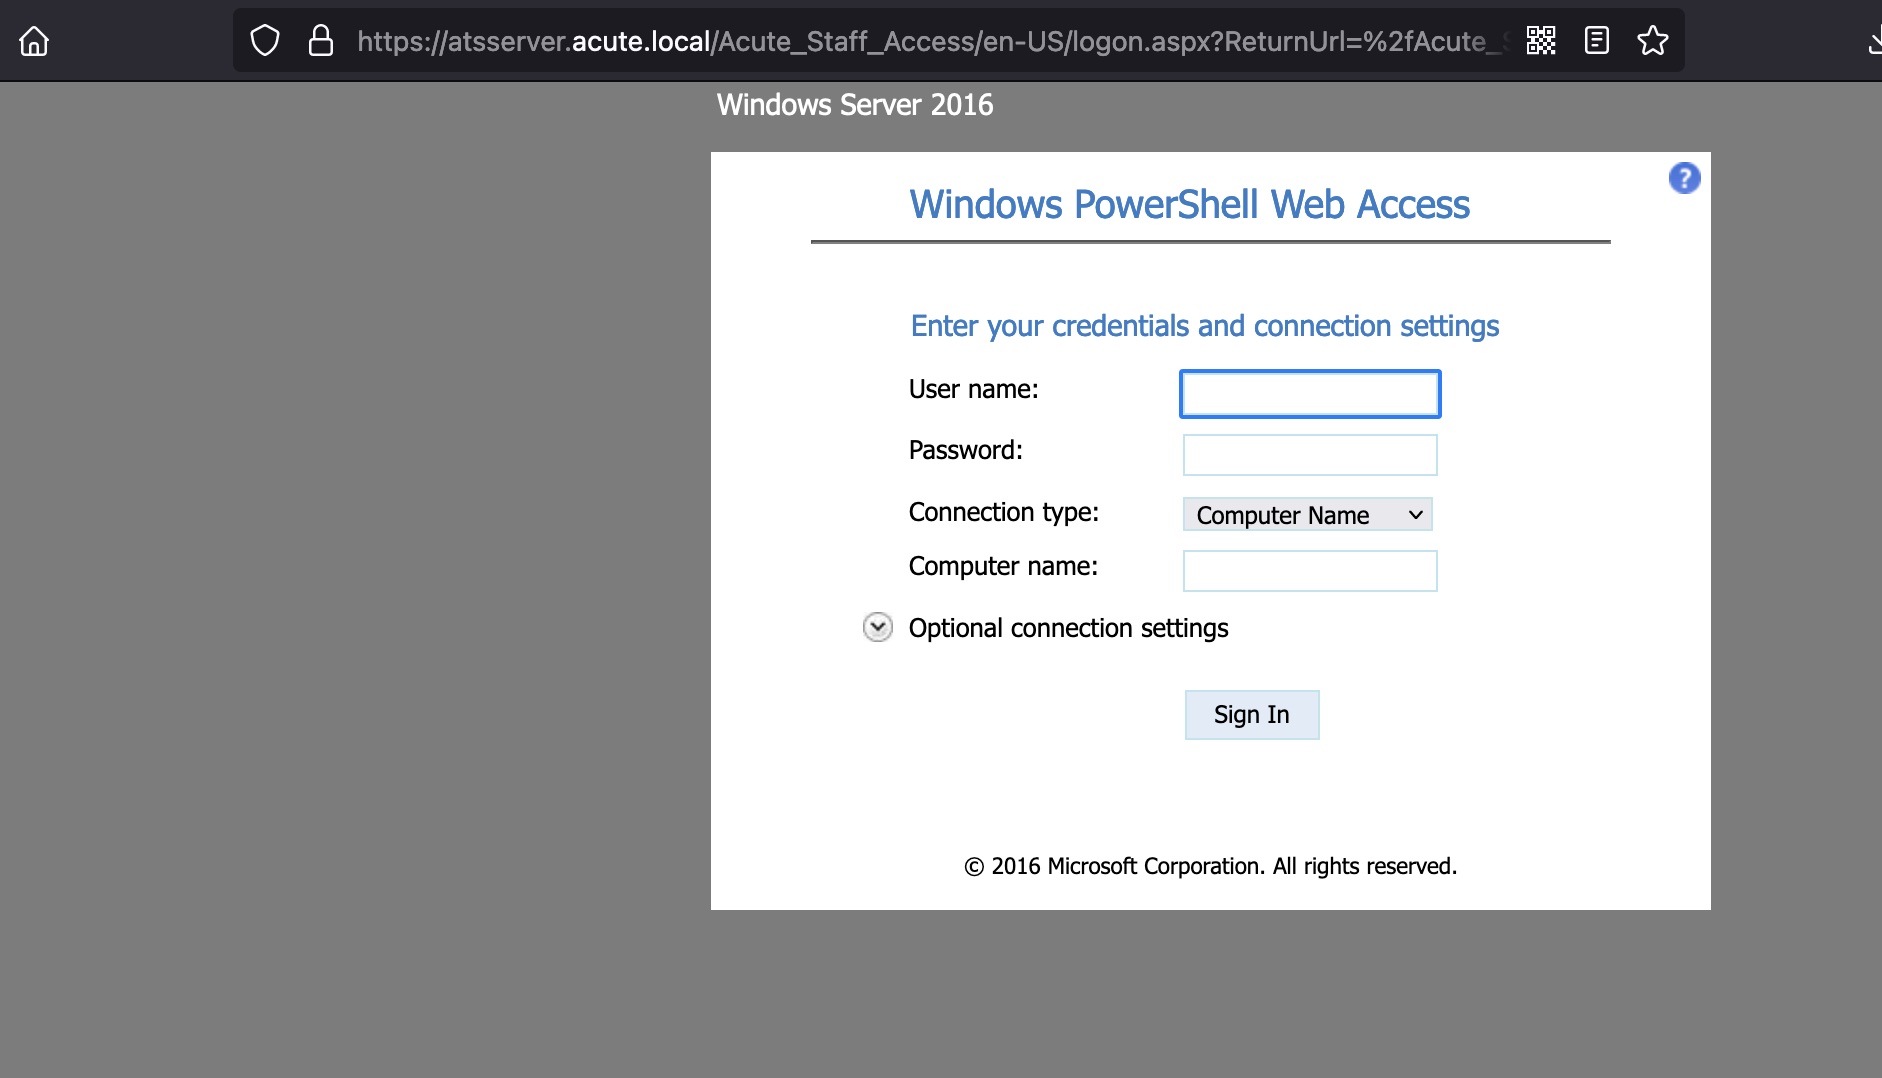 https://atsserver.acute.local/Acute_Staff_Access/en-US/logon.aspx?ReturnUrl=%2fAcute_
Windows Server 2016
?
Windows PowerShell Web Access
Enter your credentials and connection settings
User name:
Password:
Connection type: Computer Name
Computer name:
Optional connection settings
Sign In
© 2016 Microsoft Corporation. All rights reserved.